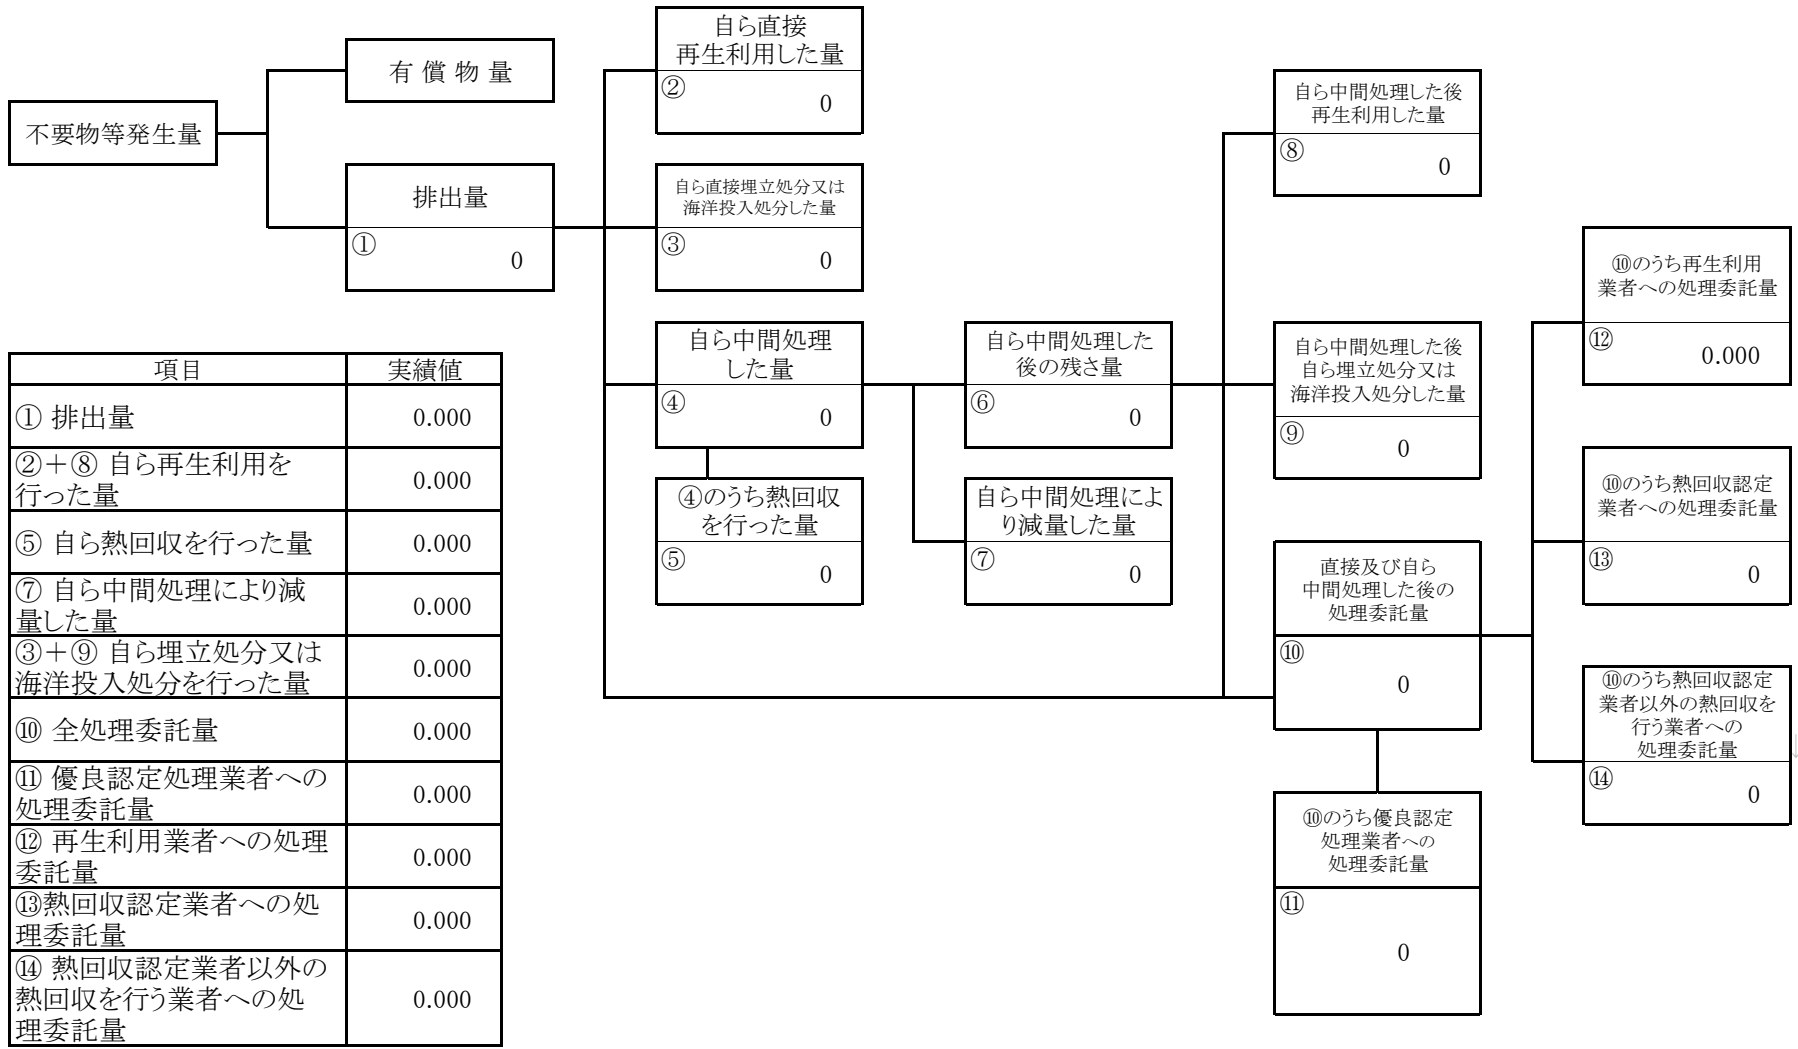 不要物等発生量
有 償 物 量
排出量
①
0
自ら直接
再生利用した量
②
0
自ら直接埋立処分又は
海洋投入処分した量
③
0
自ら中間処理
した量
④
0
④のうち熱回収
を行った量
⑤
0
自ら中間処理した
後の残さ量
⑥
0
自ら中間処理によ
り減量した量
⑦
0
自ら中間処理した後
再生利用した量
⑧
0
自ら中間処理した後
自ら埋立処分又は
海洋投入処分した量
⑨
0
直接及び自ら
中間処理した後の
処理委託量
⑩
0
⑩のうち優良認定
処理業者への
処理委託量
⑪
0
⑩のうち再生利用
業者への処理委託量
⑫
0.000
⑩のうち熱回収認定
業者への処理委託量
⑬
0
⑩のうち熱回収認定
業者以外の熱回収を
行う業者への
処理委託量
⑭
0
↓
項目 実績値
① 排出量 0.000
②＋⑧ 自ら再生利用を
行った量 0.000
⑤ 自ら熱回収を行った量 0.000
⑦ 自ら中間処理により減
量した量 0.000
③＋⑨ 自ら埋立処分又は
海洋投入処分を行った量 0.000
⑩ 全処理委託量 0.000
⑪ 優良認定処理業者への
処理委託量 0.000
⑫ 再生利用業者への処理
委託量 0.000
⑬熱回収認定業者への処
理委託量 0.000
⑭ 熱回収認定業者以外の
熱回収を行う業者への処 0.000
理委託量